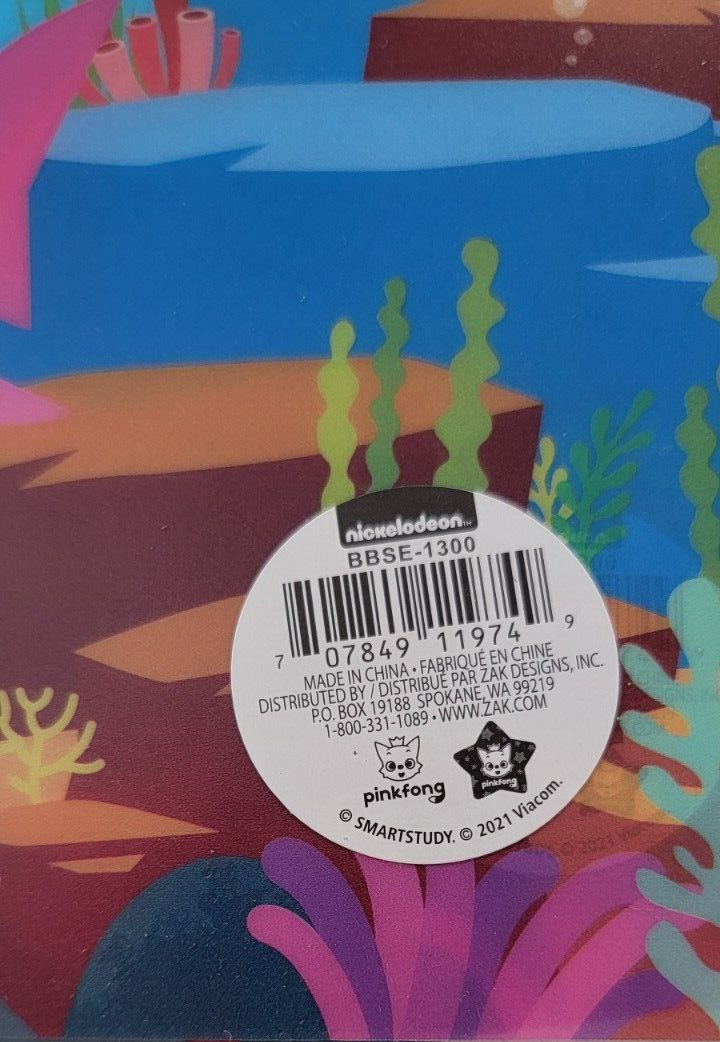 nickelodeon™
BBSE-1300
7 07849 11974 9
MADE IN CHINA • FABRIQUÉ EN CHINE
DISTRIBUTED BY / DISTRIBUÉ PAR ZAK DESIGNS, INC.
P.O. BOX 19188 SPOKANE, WA 99219
1-800-331-1089 • WWW.ZAK.COM
pinkfong
pinkfong
© SMARTSTUDY. © 2021 Viacom.